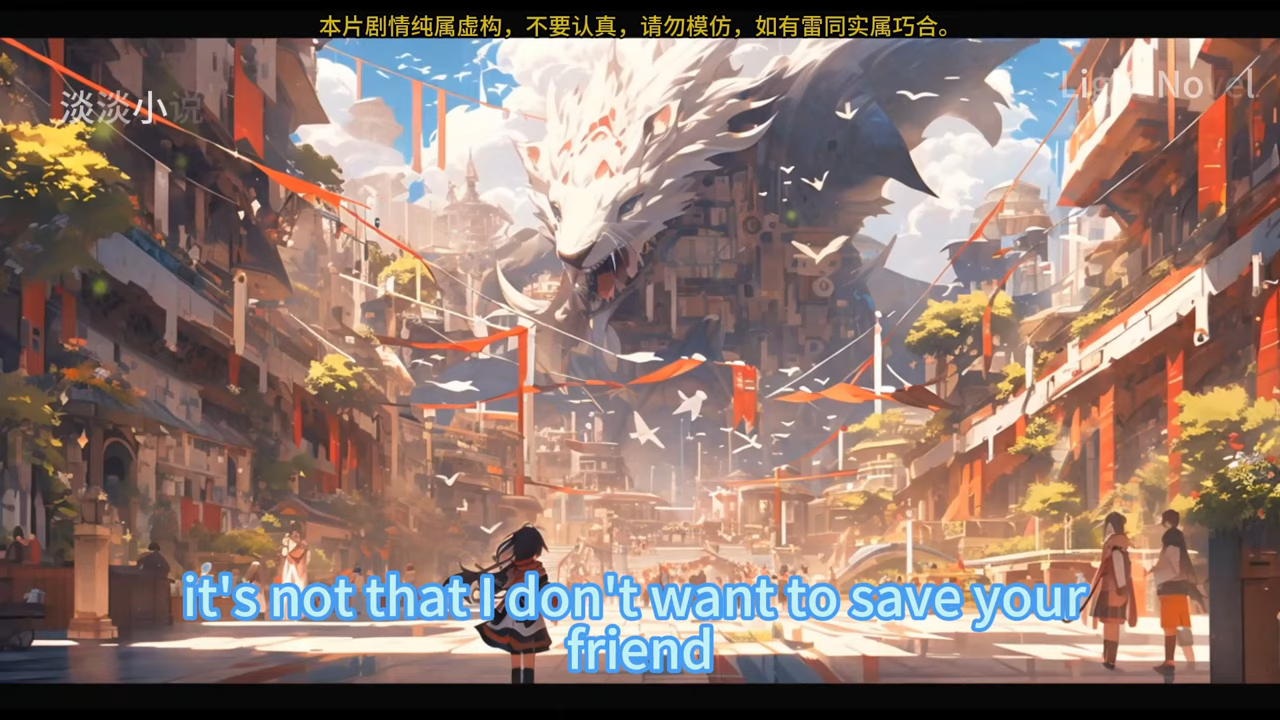 本片剧情纯属虚构，不要认真，请勿模仿，如有雷同实属巧合。
淡淡小说
Light Novel
it's not that I don't want to save your
friend